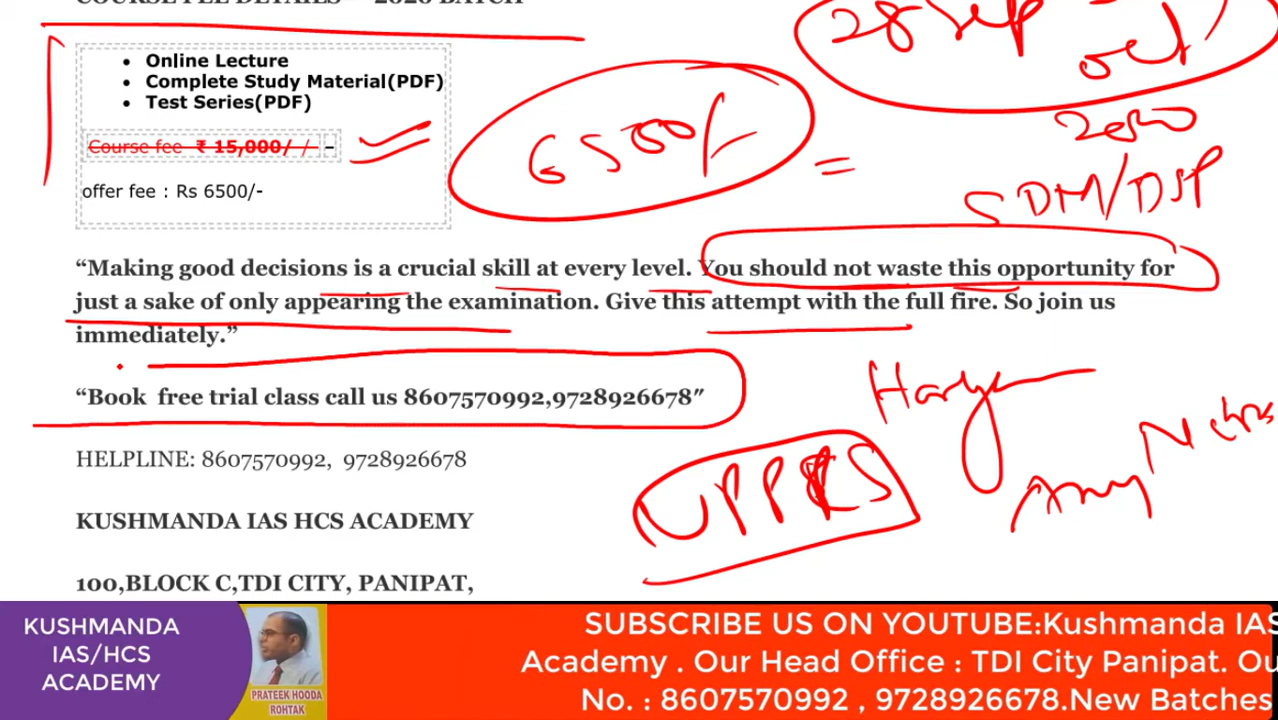 COURSE FEE DETAILS – 2020 BATCH
28 Sep -
oct
• Online Lecture
• Complete Study Material(PDF)
• Test Series(PDF)
6500/-
=
zero
Course fee ₹ 15,000/ / –
offer fee : Rs 6500/-
SDM/DSP
“Making good decisions is a crucial skill at every level. You should not waste this opportunity for
just a sake of only appearing the examination. Give this attempt with the full fire. So join us
immediately.”
“Book free trial class call us 8607570992,9728926678″
HELPLINE: 8607570992, 9728926678
UPPCS
KUSHMANDA IAS HCS ACADEMY
100,BLOCK C,TDI CITY, PANIPAT,
KUSHMANDA
IAS/HCS
ACADEMY
PRATEEK HOODA
ROHTAK
SUBSCRIBE US ON YOUTUBE:Kushmanda IAS
Academy . Our Head Office : TDI City Panipat. Ou
No. : 8607570992 , 9728926678.New Batches